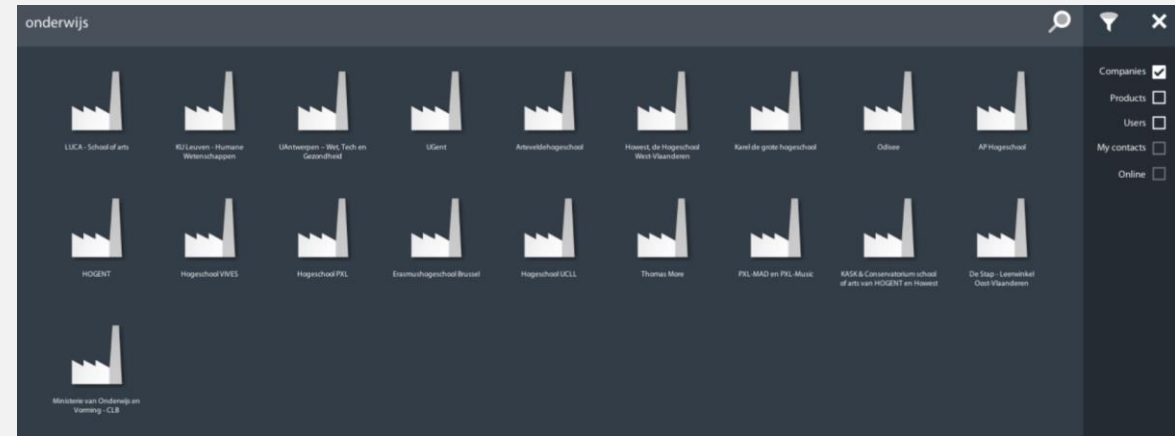 onderwijs
Companies
Products
Users
My contacts
Online
LUCA - School of arts
KU Leuven - Humane
Wetenschappen
UAntwerpen – Wet, Tech en
Gezondheid
UGent
Arteveldehogeschool
Howest, de Hogeschool
West-Vlaanderen
Karel de grote hogeschool
Odisee
AP Hogeschool
HOGENT
Hogeschool VIVES
Hogeschool PXL
Erasmushogeschool Brussel
Hogeschool UCLL
Thomas More
PXL-MAD en PXL-Music
KASK & Conservatorium school
of arts van HOGENT en Howest
De Stap - Leerwinkel
Oost-Vlaanderen
Ministerie van Onderwijs en
Vorming - CLB